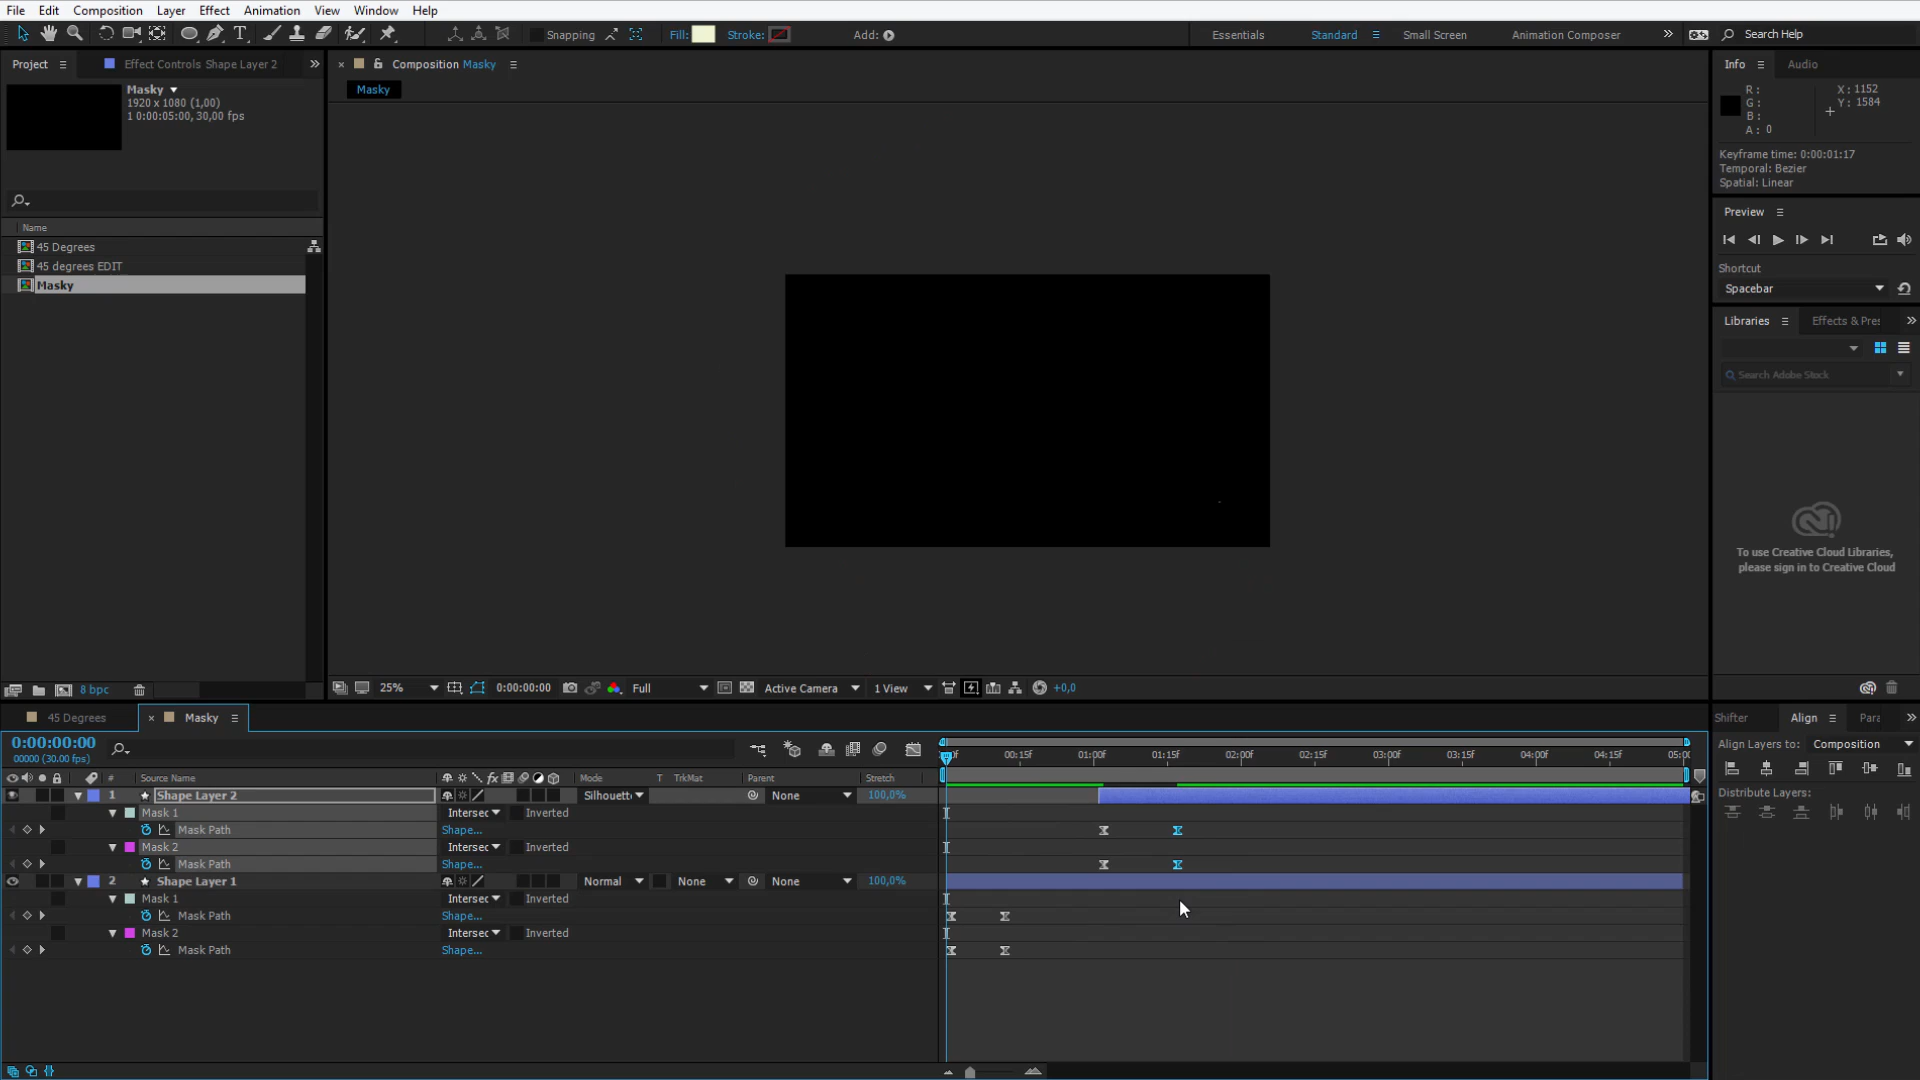 File Edit Composition Layer Effect Animation View Window Help
Snapping Fill: Stroke: Add: Essentials Standard Small Screen Animation Composer Search Help
Project Effect Controls Shape Layer 2
Composition Masky
Info Audio
Masky
Masky
1920 x 1080 (1,00)
1 0:00:05:00, 30,00 fps
R:
G:
B:
A: 0
X: 1152
Y: 1584
Keyframe time: 0:00:01:17
Temporal: Bezier
Spatial: Linear
Preview
Shortcut
Spacebar
Libraries Effects & Pre
Search Adobe Stock
To use Creative Cloud Libraries,
please sign in to Creative Cloud
Name
45 Degrees
45 degrees EDIT
Masky
8 bpc
25% 0:00:00:00 Full Active Camera 1 View +0,0
45 Degrees Masky
Shifter Align Para
0:00:00:00
00000 (30.00 fps)
00:15f 01:00f 01:15f 02:00f 02:15f 03:00f 03:15f 04:00f 04:15f 05:00
Align Layers to: Composition
Distribute Layers:
# Source Name Mode T TrkMat Parent Stretch
1 Shape Layer 2 Silhouett None 100,0%
Mask 1 Intersec Inverted
Mask Path Shape...
Mask 2 Intersec Inverted
Mask Path Shape...
2 Shape Layer 1 Normal None None 100,0%
Mask 1 Intersec Inverted
Mask Path Shape...
Mask 2 Intersec Inverted
Mask Path Shape...